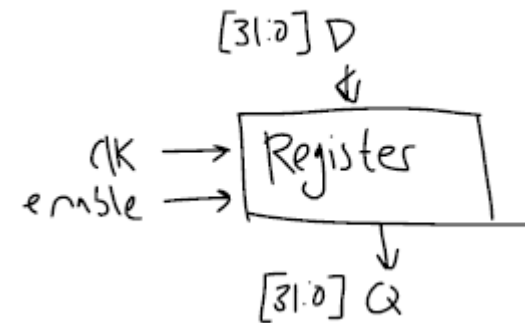 [31:0] D
clk
Register
enable
[31:0] Q